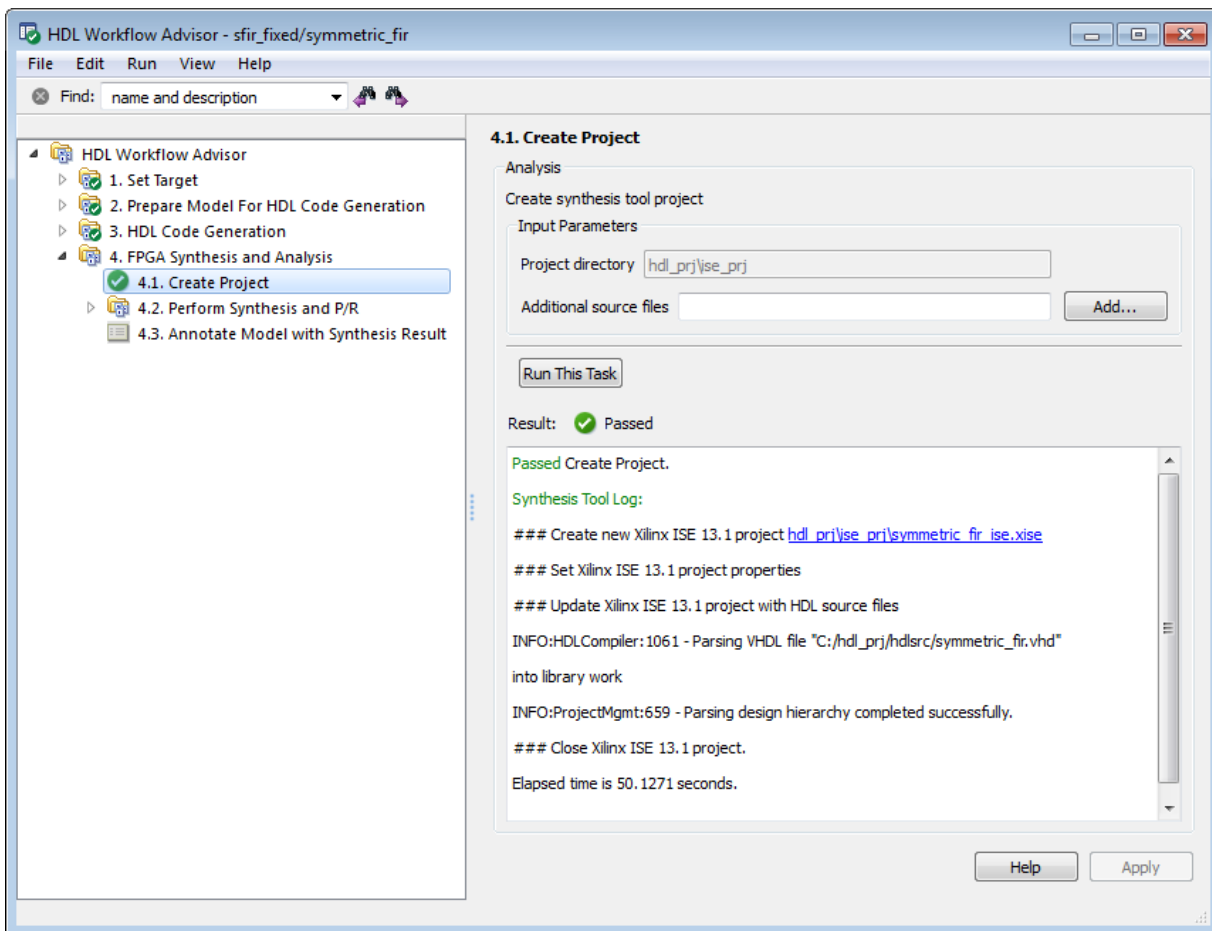 HDL Workflow Advisor - sfir_fixed/symmetric_fir
File Edit Run View Help
Find: name and description
HDL Workflow Advisor
1. Set Target
2. Prepare Model For HDL Code Generation
3. HDL Code Generation
4. FPGA Synthesis and Analysis
4.1. Create Project
4.2. Perform Synthesis and P/R
4.3. Annotate Model with Synthesis Result
4.1. Create Project
Analysis
Create synthesis tool project
Input Parameters
Project directory hdl_prj\ise_prj
Additional source files Add...
Run This Task
Result: Passed
Passed Create Project.
Synthesis Tool Log:
### Create new Xilinx ISE 13.1 project hdl_prj\ise_prj\symmetric_fir_ise.xise
### Set Xilinx ISE 13.1 project properties
### Update Xilinx ISE 13.1 project with HDL source files
INFO:HDLCompiler:1061 - Parsing VHDL file "C:/hdl_prj/hdlsrc/symmetric_fir.vhd"
into library work
INFO:ProjectMgmt:659 - Parsing design hierarchy completed successfully.
### Close Xilinx ISE 13.1 project.
Elapsed time is 50.1271 seconds.
Help Apply